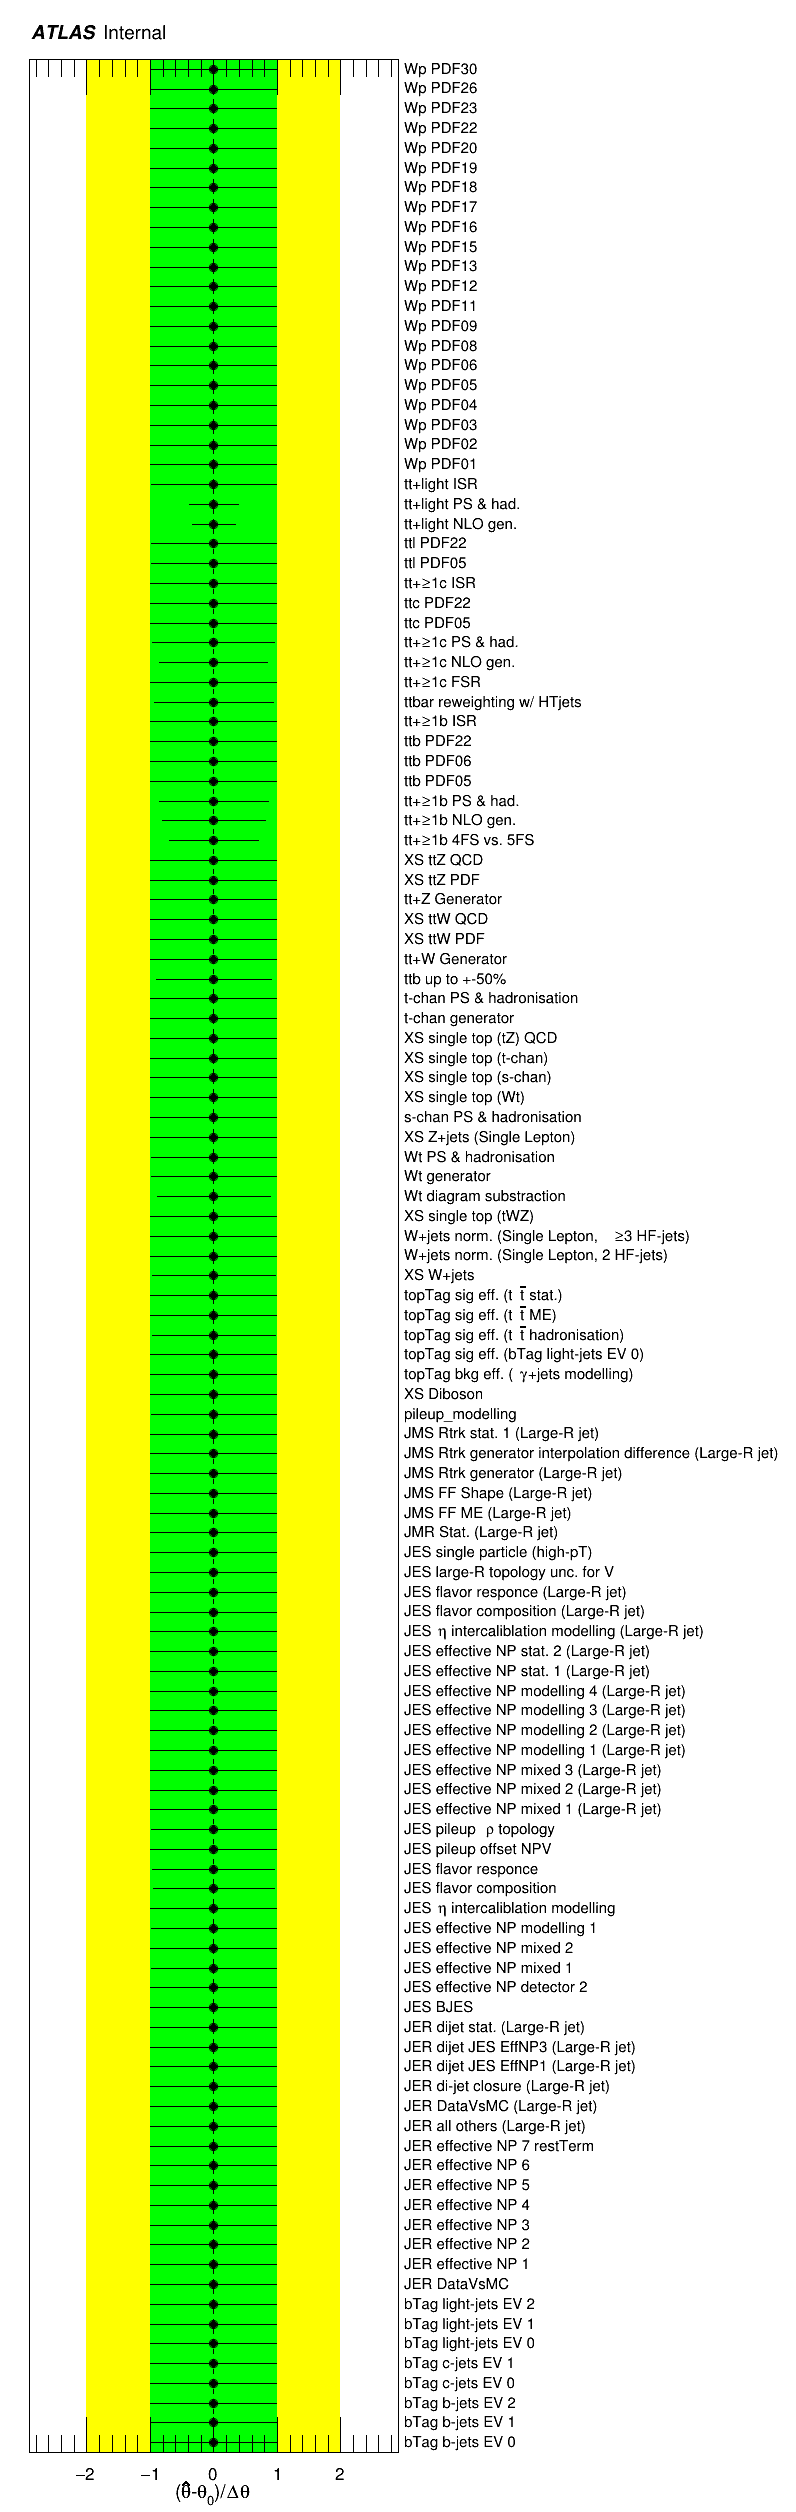 ATLAS Internal
Wp PDF30
Wp PDF26
Wp PDF23
Wp PDF22
Wp PDF20
Wp PDF19
Wp PDF18
Wp PDF17
Wp PDF16
Wp PDF15
Wp PDF13
Wp PDF12
Wp PDF11
Wp PDF09
Wp PDF08
Wp PDF06
Wp PDF05
Wp PDF04
Wp PDF03
Wp PDF02
Wp PDF01
tt+light ISR
tt+light PS & had.
tt+light NLO gen.
ttl PDF22
ttl PDF05
tt+≥1c ISR
ttc PDF22
ttc PDF05
tt+≥1c PS & had.
tt+≥1c NLO gen.
tt+≥1c FSR
ttbar reweighting w/ HTjets
tt+≥1b ISR
ttb PDF22
ttb PDF06
ttb PDF05
tt+≥1b PS & had.
tt+≥1b NLO gen.
tt+≥1b 4FS vs. 5FS
XS ttZ QCD
XS ttZ PDF
tt+Z Generator
XS ttW QCD
XS ttW PDF
tt+W Generator
ttb up to +-50%
t-chan PS & hadronisation
t-chan generator
XS single top (tZ) QCD
XS single top (t-chan)
XS single top (s-chan)
XS single top (Wt)
s-chan PS & hadronisation
XS Z+jets (Single Lepton)
Wt PS & hadronisation
Wt generator
Wt diagram substraction
XS single top (tWZ)
W+jets norm. (Single Lepton, ≥3 HF-jets)
W+jets norm. (Single Lepton, 2 HF-jets)
XS W+jets
topTag sig eff. (t t̄ stat.)
topTag sig eff. (t t̄ ME)
topTag sig eff. (t t̄ hadronisation)
topTag sig eff. (bTag light-jets EV 0)
topTag bkg eff. ( γ+jets modelling)
XS Diboson
pileup_modelling
JMS Rtrk stat. 1 (Large-R jet)
JMS Rtrk generator interpolation difference (Large-R jet)
JMS Rtrk generator (Large-R jet)
JMS FF Shape (Large-R jet)
JMS FF ME (Large-R jet)
JMR Stat. (Large-R jet)
JES single particle (high-pT)
JES large-R topology unc. for V
JES flavor responce (Large-R jet)
JES flavor composition (Large-R jet)
JES η intercaliblation modelling (Large-R jet)
JES effective NP stat. 2 (Large-R jet)
JES effective NP stat. 1 (Large-R jet)
JES effective NP modelling 4 (Large-R jet)
JES effective NP modelling 3 (Large-R jet)
JES effective NP modelling 2 (Large-R jet)
JES effective NP modelling 1 (Large-R jet)
JES effective NP mixed 3 (Large-R jet)
JES effective NP mixed 2 (Large-R jet)
JES effective NP mixed 1 (Large-R jet)
JES pileup ρ topology
JES pileup offset NPV
JES flavor responce
JES flavor composition
JES η intercaliblation modelling
JES effective NP modelling 1
JES effective NP mixed 2
JES effective NP mixed 1
JES effective NP detector 2
JES BJES
JER dijet stat. (Large-R jet)
JER dijet JES EffNP3 (Large-R jet)
JER dijet JES EffNP1 (Large-R jet)
JER di-jet closure (Large-R jet)
JER DataVsMC (Large-R jet)
JER all others (Large-R jet)
JER effective NP 7 restTerm
JER effective NP 6
JER effective NP 5
JER effective NP 4
JER effective NP 3
JER effective NP 2
JER effective NP 1
JER DataVsMC
bTag light-jets EV 2
bTag light-jets EV 1
bTag light-jets EV 0
bTag c-jets EV 1
bTag c-jets EV 0
bTag b-jets EV 2
bTag b-jets EV 1
bTag b-jets EV 0
−2 −1 0 1 2
(θ̂-θ₀)/Δθ